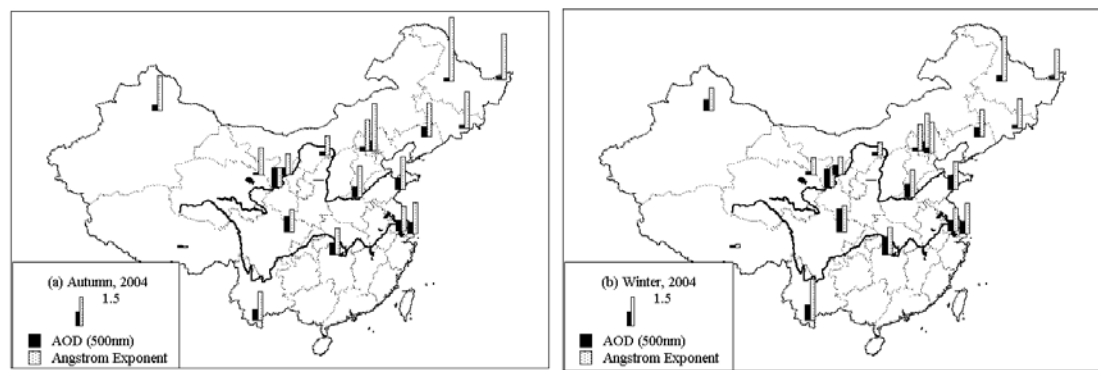 (a) Autumn, 2004
1.5
AOD (500nm)
Angstrom Exponent
(b) Winter, 2004
1.5
AOD (500nm)
Angstrom Exponent